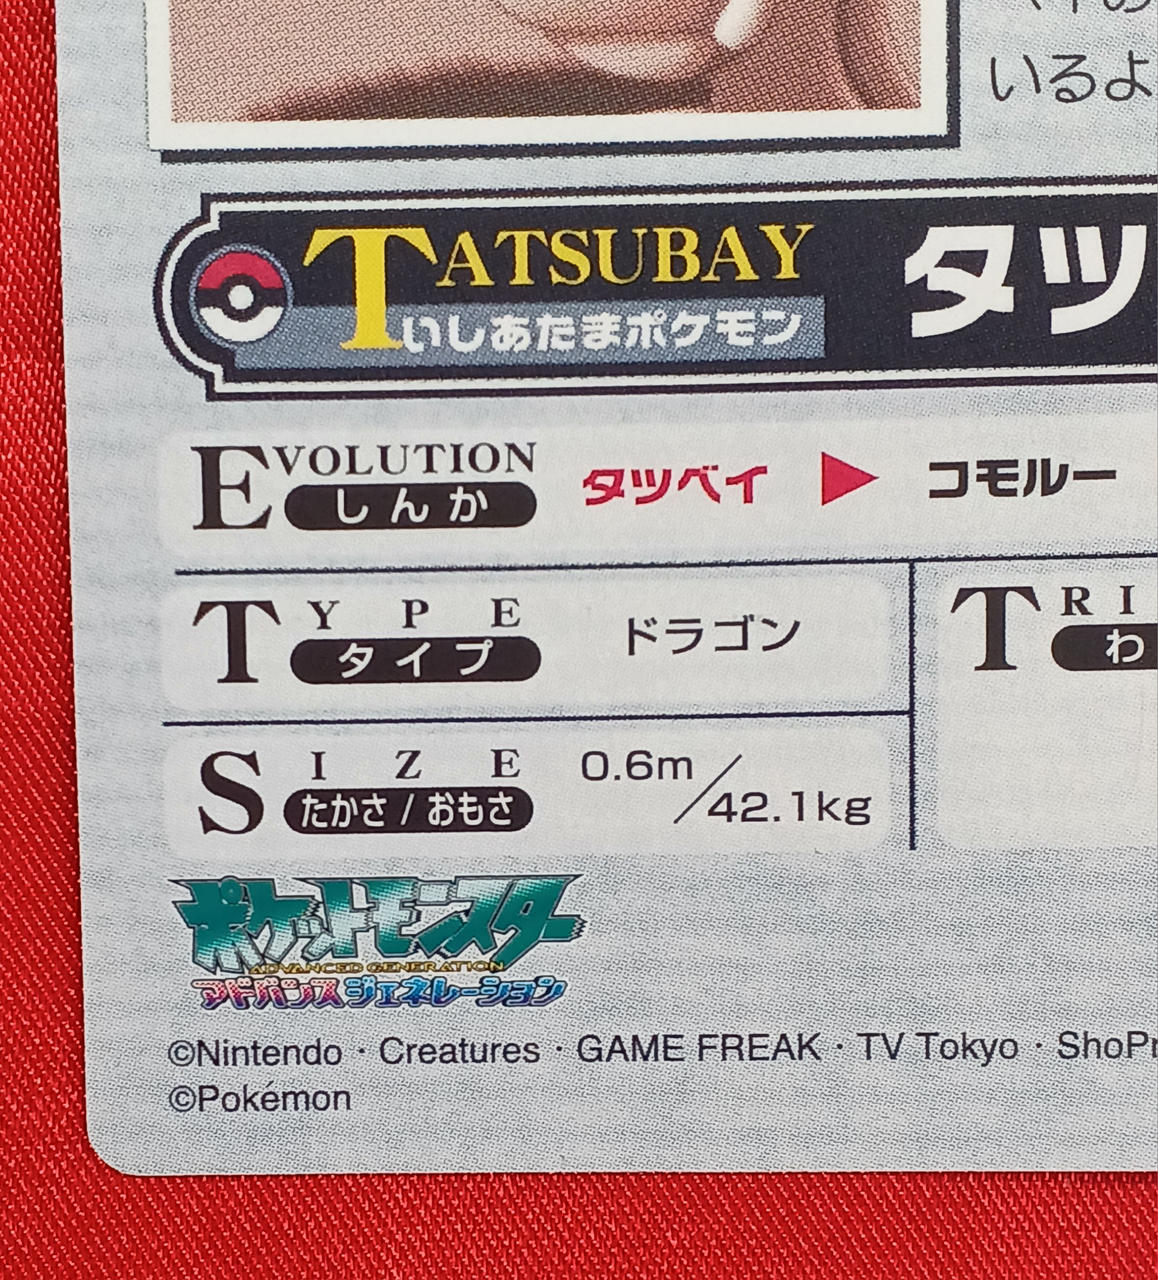 いるよ
TATSUBAY
いしあたまポケモン
タツ
EVOLUTION
しんか
タツベイ ▶ コモルー
TYPE
タイプ
ドラゴン
TRI
わ
SIZE
たかさ / おもさ
0.6m／42.1kg
ポケットモンスター
ADVANCED GENERATION
アドバンスジェネレーション
©Nintendo · Creatures · GAME FREAK · TV Tokyo · ShoPr
©Pokémon